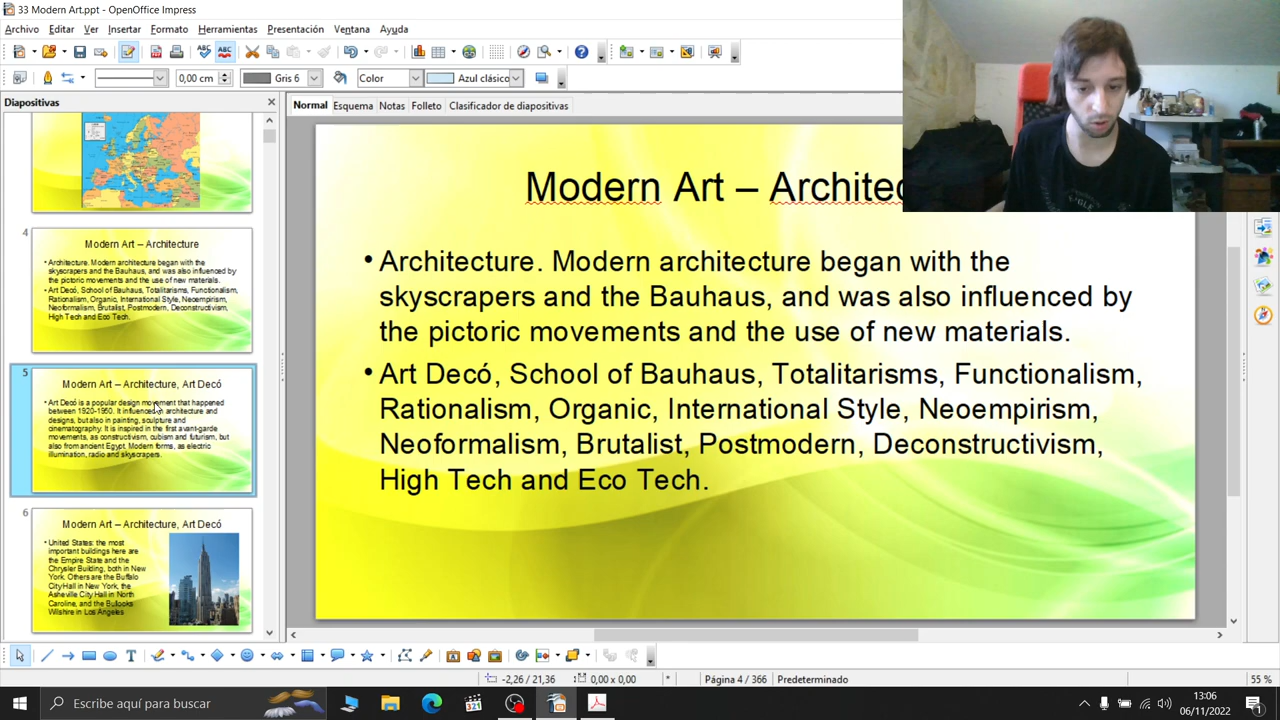 33 Modern Art.ppt - OpenOffice Impress
Archivo Editar Ver Insertar Formato Herramientas Presentación Ventana Ayuda
0,00 cm Gris 6 Color Azul clásico
Diapositivas
Normal Esquema Notas Folleto Clasificador de diapositivas
4
Modern Art – Architecture
• Architecture. Modern architecture began with the
skyscrapers and the Bauhaus, and was also influenced by
the pictoric movements and the use of new materials.
• Art Decó, School of Bauhaus, Totalitarisms, Functionalism,
Rationalism, Organic, International Style, Neoempirism,
Neoformalism, Brutalist, Postmodern, Deconstructivism,
High Tech and Eco Tech.
5
Modern Art – Architecture, Art Decó
• Art Decó is a popular design movement that happened
between 1920-1950. It influenced in architecture and
designs, but also in painting, sculpture and
cinematography. It is inspired in the first avant-garde
movements, as constructivism, cubism and futurism, but
also from ancient Egypt. Modern forms, as electric
illumination, radio and skyscrapers.
6
Modern Art – Architecture, Art Decó
• United States: the most
important buildings here are
the Empire State and the
Chrysler Building, both in New
York. Others are the Buffalo
City Hall in New York, the
Asheville City Hall in North
Carolina, and the Bullocks
Wilshire in Los Angeles
Modern Art – Architec
• Architecture. Modern architecture began with the
skyscrapers and the Bauhaus, and was also influenced by
the pictoric movements and the use of new materials.
• Art Decó, School of Bauhaus, Totalitarisms, Functionalism,
Rationalism, Organic, International Style, Neoempirism,
Neoformalism, Brutalist, Postmodern, Deconstructivism,
High Tech and Eco Tech.
-2,26 / 21,36 0,00 x 0,00 * Página 4 / 366 Predeterminado 55 %
Escribe aquí para buscar
13:06
06/11/2022